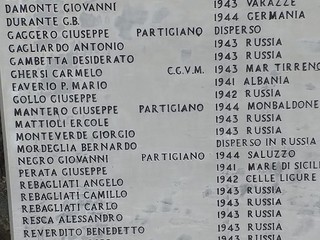 DAMONTE GIOVANNI 1943 VARAZZE
DURANTE G.B. 1944 GERMANIA
GAGGERO GIUSEPPE PARTIGIANO DISPERSO
GAGLIARDO ANTONIO 1943 RUSSIA
GAMBETTA DESIDERATO 1943 RUSSIA
GHERSI CARMELO C.G.V.M. 1943 MAR TIRRENO
FAVERIO P. MARIO 1941 ALBANIA
GOLLO GIUSEPPE 1942 RUSSIA
MANTERO GIUSEPPE PARTIGIANO 1944 MONBALDONE
MATTIOLI ERCOLE 1943 RUSSIA
MONTEVERDE GIORGIO 1943 RUSSIA
MORDEGLIA BERNARDO DISPERSO IN RUSSIA
NEGRO GIOVANNI PARTIGIANO 1944 SALUZZO
PERATA GIUSEPPE 1941 MARE DI SICILI
REBAGLIATI ANGELO 1942 CELLE LIGURE
REBAGLIATI CAMILLO 1943 RUSSIA
REBAGLIATI CARLO 1943 RUSSIA
RESCA ALESSANDRO 1943 RUSSIA
REVERDITO BENEDETTO 1943 RUSSIA